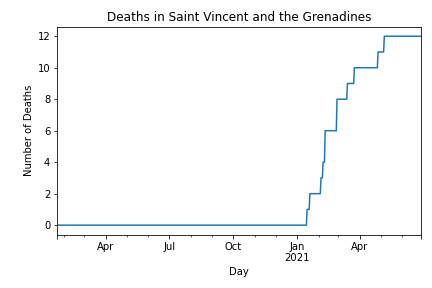 Deaths in Saint Vincent and the Grenadines
12
10
8
6
4
2
0
Number of Deaths
Apr
Jul
Oct
Jan
2021
Apr
Day